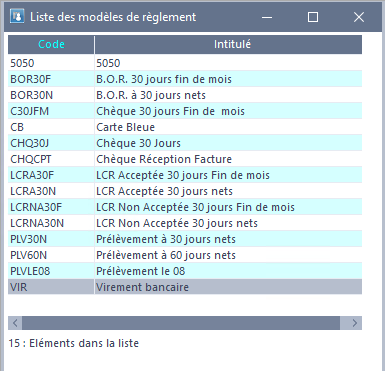 Liste des modèles de règlement
Code Intitulé
5050 5050
BOR30F B.O.R. 30 jours fin de mois
BOR30N B.O.R. à 30 jours nets
C30JFM Chèque 30 jours Fin de  mois
CB Carte Bleue
CHQ30J Chèque 30 Jours
CHQCPT Chèque Réception Facture
LCRA30F LCR Acceptée 30 jours Fin de mois
LCRA30N LCR Acceptée 30 jours nets
LCRNA30F LCR Non Acceptée 30 jours Fin de mois
LCRNA30N LCR Non Acceptée 30 jours nets
PLV30N Prélèvement à 30 jours nets
PLV60N Prélèvement à 60 jours nets
PLVLE08 Prélèvement le 08
VIR Virement bancaire
15 : Eléments dans la liste